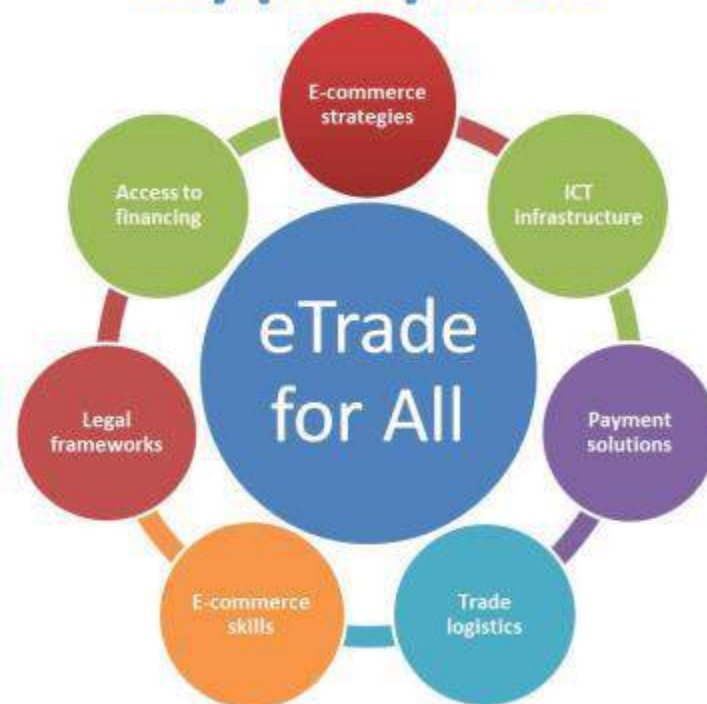 E-commerce
strategies
ICT
infrastructure
Payment
solutions
Trade
logistics
E-commerce
skills
Legal
frameworks
Access to
financing
eTrade
for All